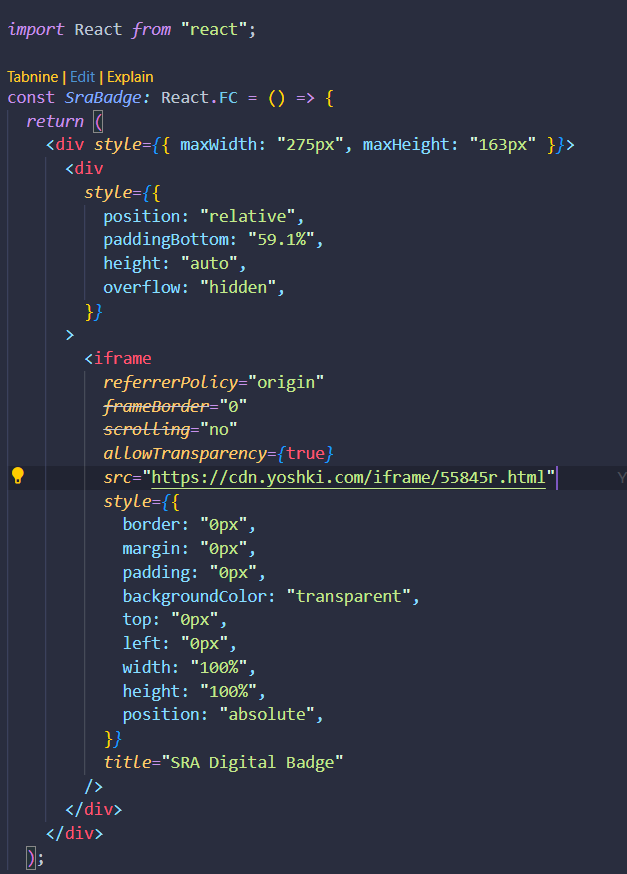 import React from "react";
Tabnine | Edit | Explain
const SraBadge: React.FC = () => {
  return (
    <div style={{ maxWidth: "275px", maxHeight: "163px" }}>
      <div
        style={{
          position: "relative",
          paddingBottom: "59.1%",
          height: "auto",
          overflow: "hidden",
        }}
      >
        <iframe
          referrerPolicy="origin"
          frameBorder="0"
          scrolling="no"
          allowTransparency={true}
          src="https://cdn.yoshki.com/iframe/55845r.html"
          style={{
            border: "0px",
            margin: "0px",
            padding: "0px",
            backgroundColor: "transparent",
            top: "0px",
            left: "0px",
            width: "100%",
            height: "100%",
            position: "absolute",
          }}
          title="SRA Digital Badge"
        />
      </div>
    </div>
  );